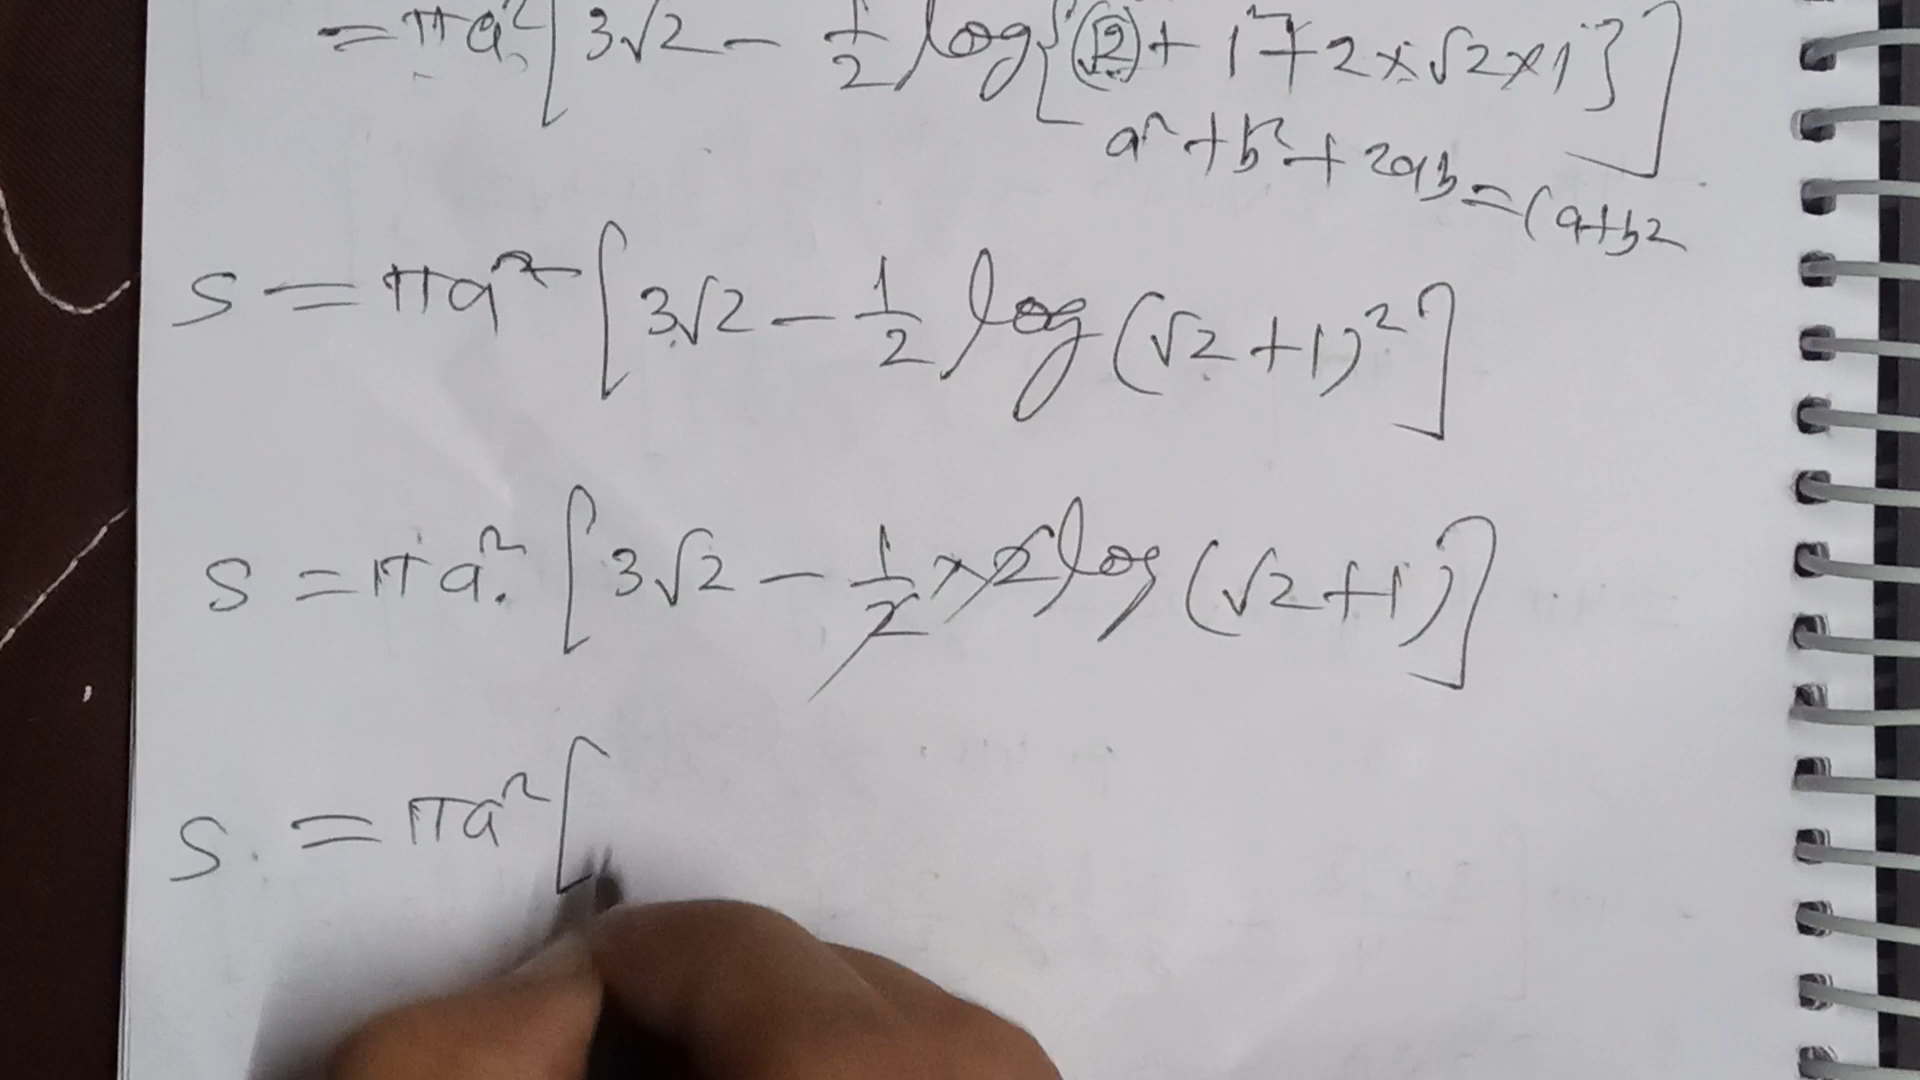 = πa² [3√2 - 1/2 log{(√2)² + 1² + 2×√2×1}]
a² + b² + 2ab = (a+b2
S = πa² [3√2 - 1/2 log(√2+1)²]
S = πa² [3√2 - 1/2 × 2 log(√2+1)]
S = πa² [